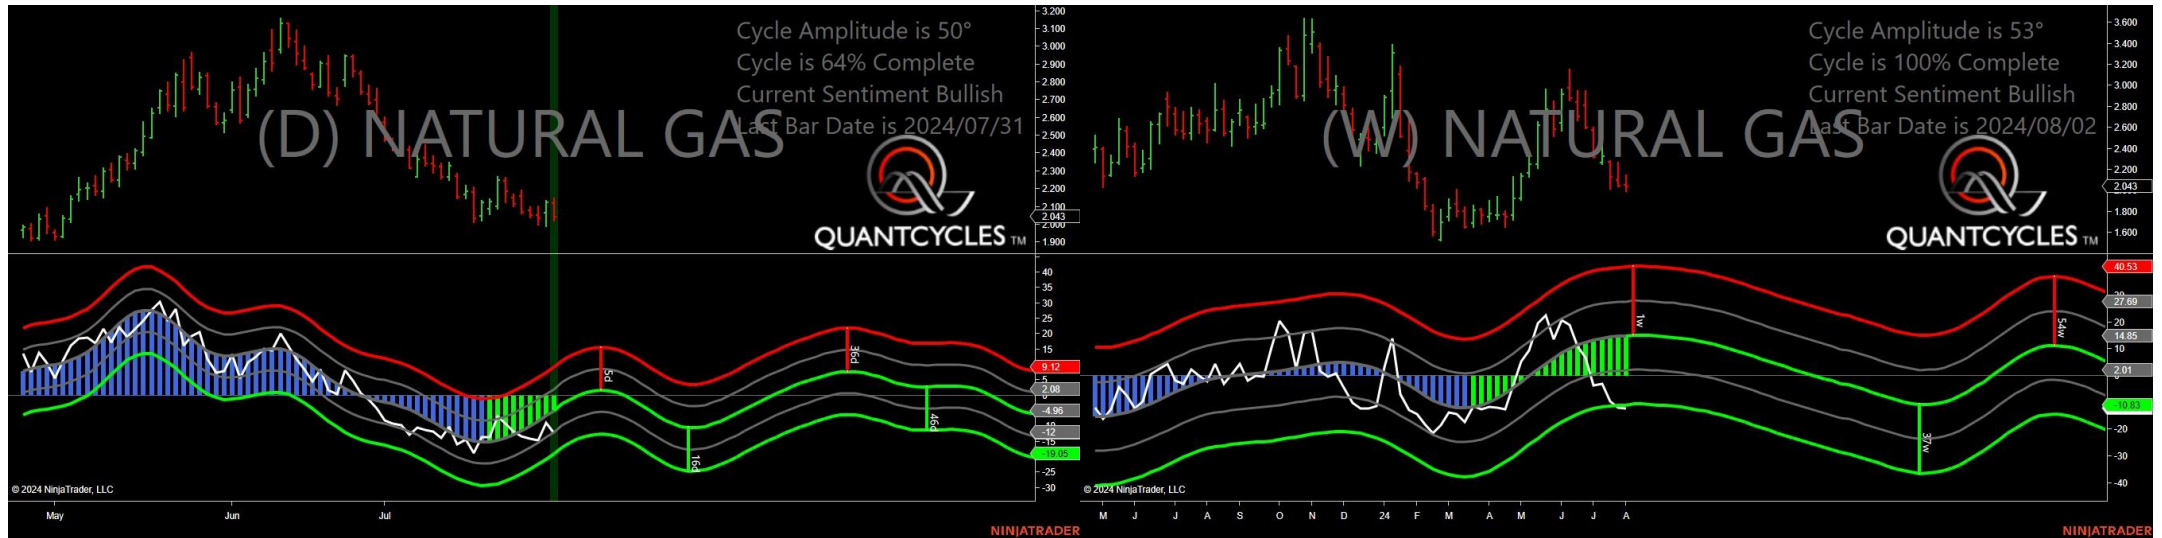 Cycle Amplitude is 50°
Cycle is 64% Complete
Current Sentiment Bullish
Last Bar Date is 2024/07/31
(D) NATURAL GAS
QUANTCYCLES TM
3.200
3.100
3.000
2.900
2.800
2.700
2.600
2.500
2.400
2.300
2.200
2.100
2.043
2.000
1.900
40
35
30
25
20
15
9.12
5
2.08
0
-4.96
-12
-15
-19.05
-25
-30
5d
16d
36d
46d
© 2024 NinjaTrader, LLC
May
Jun
Jul
NINJATRADER
Cycle Amplitude is 53°
Cycle is 100% Complete
Current Sentiment Bullish
Last Bar Date is 2024/08/02
(W) NATURAL GAS
QUANTCYCLES TM
3.600
3.400
3.200
3.000
2.800
2.600
2.400
2.200
2.043
1.800
1.600
40.53
30
27.69
20
14.85
10
2.01
-10.83
-20
-30
-40
1w
37w
54w
© 2024 NinjaTrader, LLC
M J J A S O N D 24 F M A M J J A
NINJATRADER